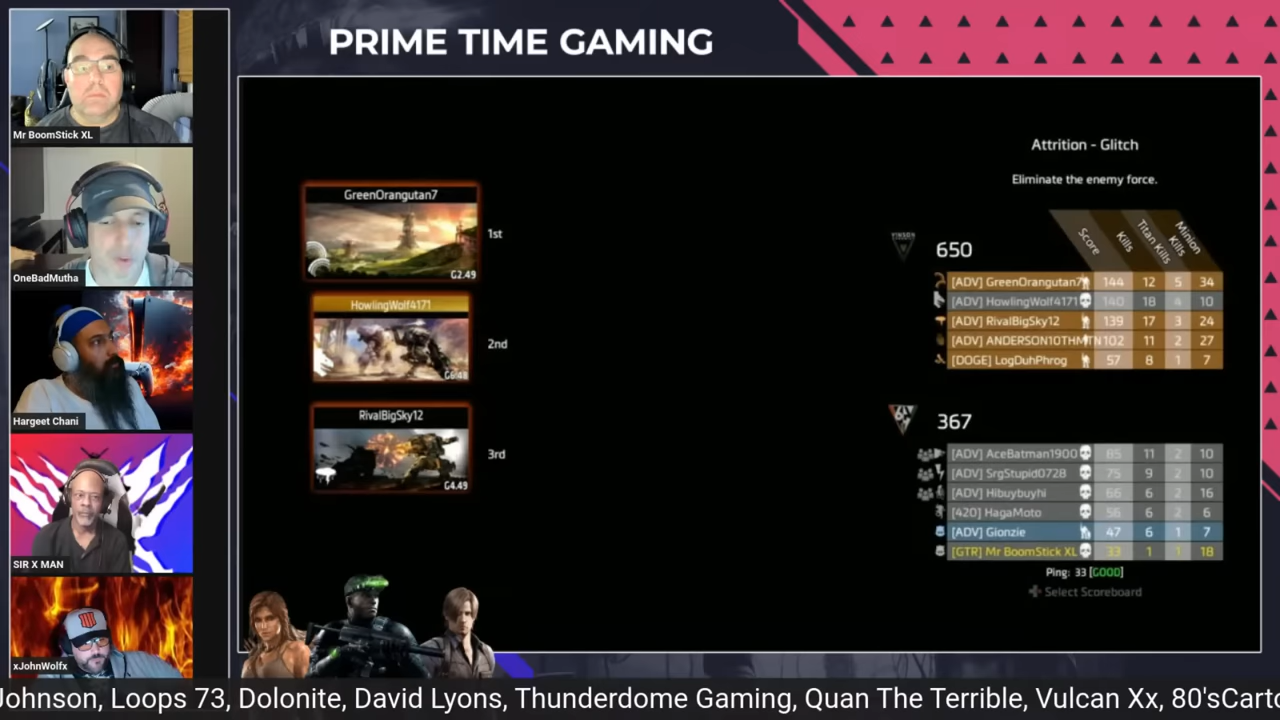 PRIME TIME GAMING
Mr BoomStick XL
OneBadMutha
Hargeet Chani
SIR X MAN
xJohnWolfx
GreenOrangutan7
1st
G2.49
HowlingWolf4171
2nd
RivalBigSky12
3rd
G4.49
Attrition - Glitch
Eliminate the enemy force.
Score Kills Titan Kills Minion Kills
650
[ADV] GreenOrangutan7 144 12 5 34
[ADV] HowlingWolf4171 140 18 4 10
[ADV] RivalBigSky12 139 17 3 24
[ADV] ANDERSON10THMTN 102 11 2 27
[DOGE] LogDuhPhrog 57 8 1 7
367
[ADV] AceBatman1900 85 11 2 10
[ADV] SrgStupid0728 75 9 2 10
[ADV] Hibuybuyhi 66 6 2 16
[420] HagaMoto 56 6 2 6
[ADV] Gionzie 47 6 1 7
[GTR] Mr BoomStick XL 33 1 1 18
Ping: 33 [GOOD]
Select Scoreboard
Johnson, Loops 73, Dolonite, David Lyons, Thunderdome Gaming, Quan The Terrible, Vulcan Xx, 80'sCarto